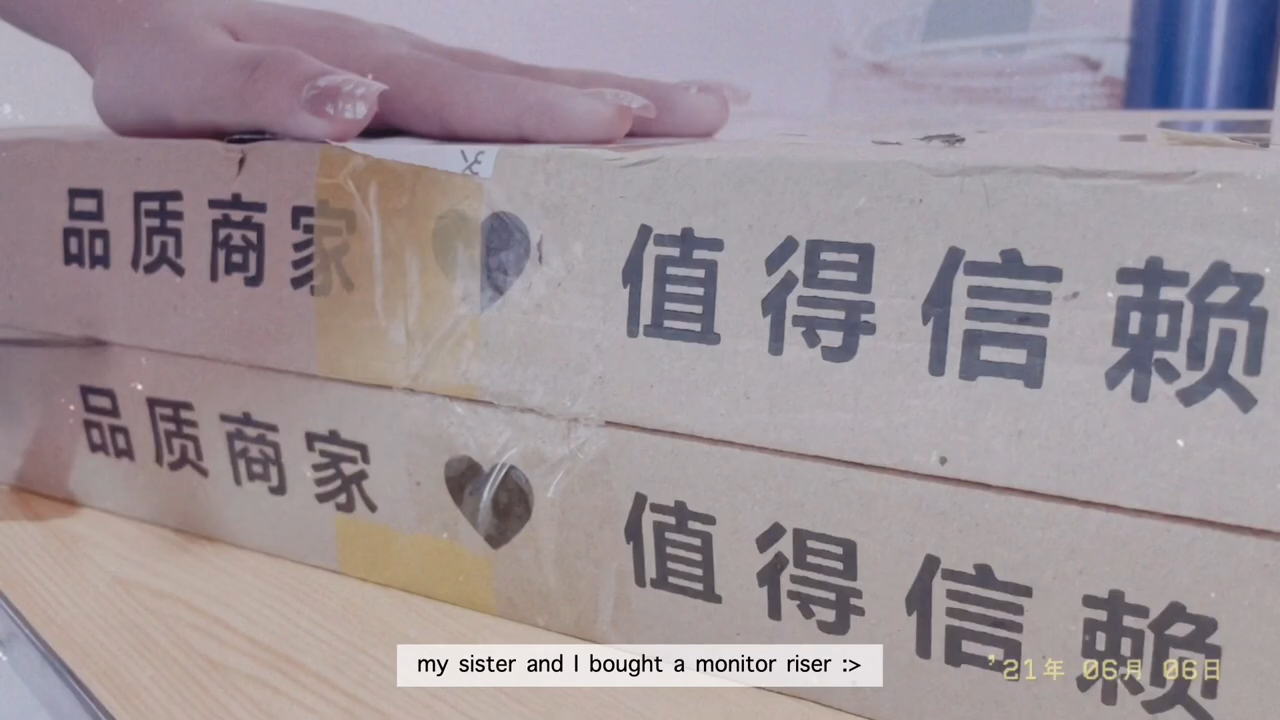 品质商家 值得信赖
品质商家 值得信赖
my sister and I bought a monitor riser :>
'21年 06月 06日